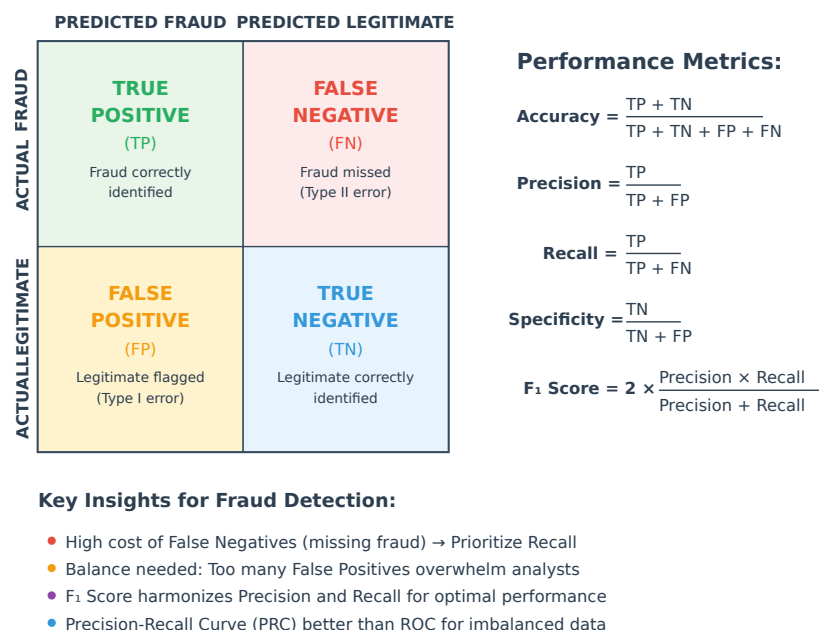 PREDICTED FRAUD PREDICTED LEGITIMATE
ACTUAL FRAUD
TRUE
POSITIVE
(TP)
Fraud correctly
identified
FALSE
NEGATIVE
(FN)
Fraud missed
(Type II error)
ACTUALLEGITIMATE
FALSE
POSITIVE
(FP)
Legitimate flagged
(Type I error)
TRUE
NEGATIVE
(TN)
Legitimate correctly
identified
Performance Metrics:
Accuracy =
TP + TN
TP + TN + FP + FN
Precision =
TP
TP + FP
Recall =
TP
TP + FN
Specificity =
TN
TN + FP
F₁ Score = 2 ×
Precision × Recall
Precision + Recall
Key Insights for Fraud Detection:
High cost of False Negatives (missing fraud) → Prioritize Recall
Balance needed: Too many False Positives overwhelm analysts
F₁ Score harmonizes Precision and Recall for optimal performance
Precision-Recall Curve (PRC) better than ROC for imbalanced data